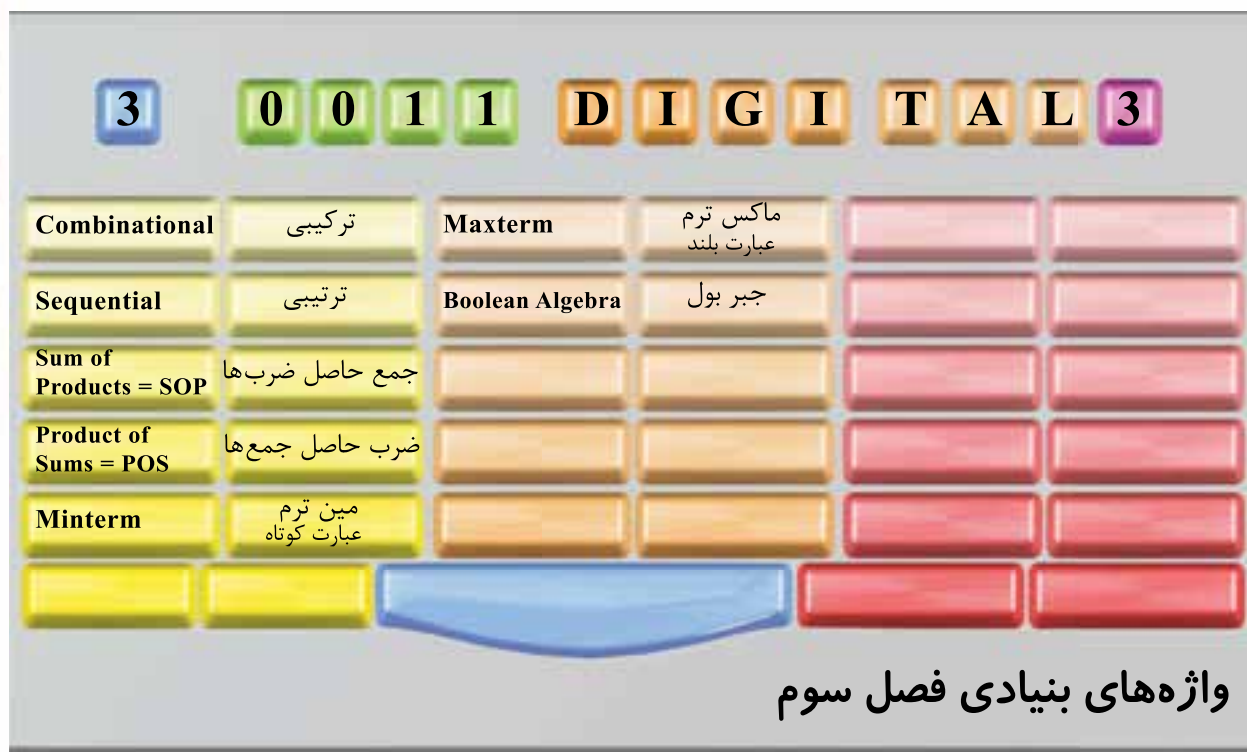 3 0011 DIGITAL 3
Combinational
ترکیبی
Maxterm
ماکس ترم
عبارت بلند
Sequential
ترتیبی
Boolean Algebra
جبر بول
Sum of
Products = SOP
جمع حاصل ضرب‌ها
Product of
Sums = POS
ضرب حاصل جمع‌ها
Minterm
مین ترم
عبارت کوتاه
واژه‌های بنیادی فصل سوم